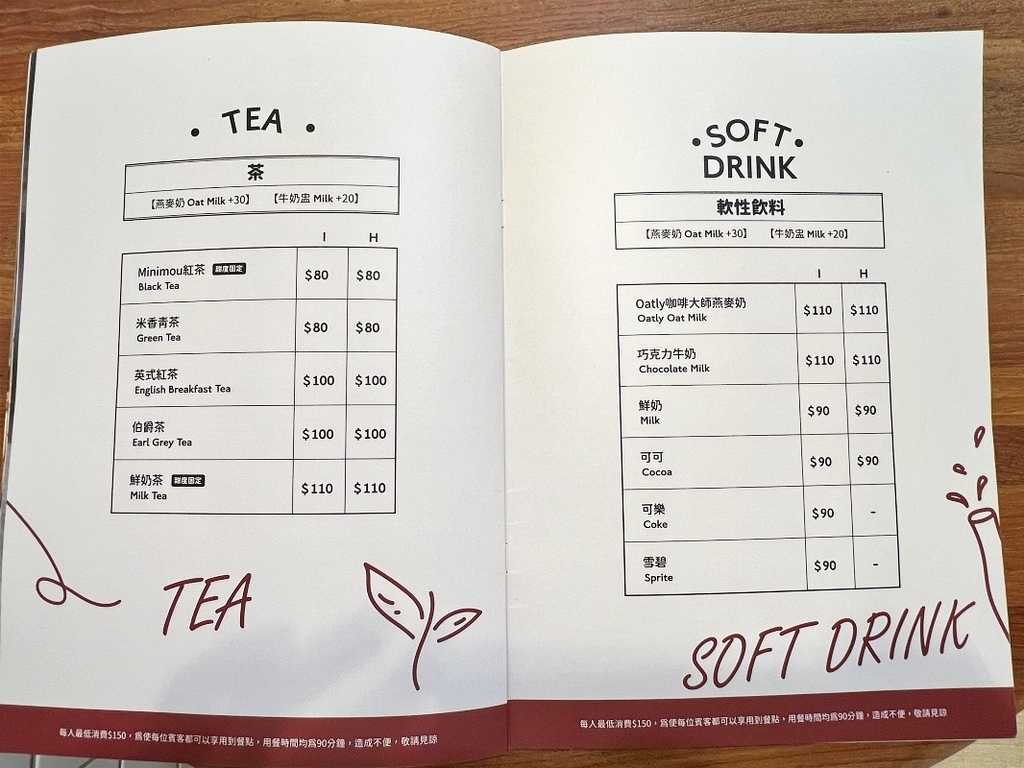 TEA
茶
【燕麥奶 Oat Milk +30】 【牛奶盅 Milk +20】
I H
Minimou紅茶 甜度固定 $80 $80
Black Tea
米香青茶 $80 $80
Green Tea
英式紅茶 $100 $100
English Breakfast Tea
伯爵茶 $100 $100
Earl Grey Tea
鮮奶茶 甜度固定 $110 $110
Milk Tea
TEA
每人最低消費$150，爲使每位賓客都可以享用到餐點，用餐時間均爲90分鐘，造成不便，敬請見諒
SOFT
DRINK
軟性飲料
【燕麥奶 Oat Milk +30】 【牛奶盅 Milk +20】
I H
Oatly咖啡大師燕麥奶 $110 $110
Oatly Oat Milk
巧克力牛奶 $110 $110
Chocolate Milk
鮮奶 $90 $90
Milk
可可 $90 $90
Cocoa
可樂 $90 -
Coke
雪碧 $90 -
Sprite
SOFT DRINK
每人最低消費$150，爲使每位賓客都可以享用到餐點，用餐時間均爲90分鐘，造成不便，敬請見諒